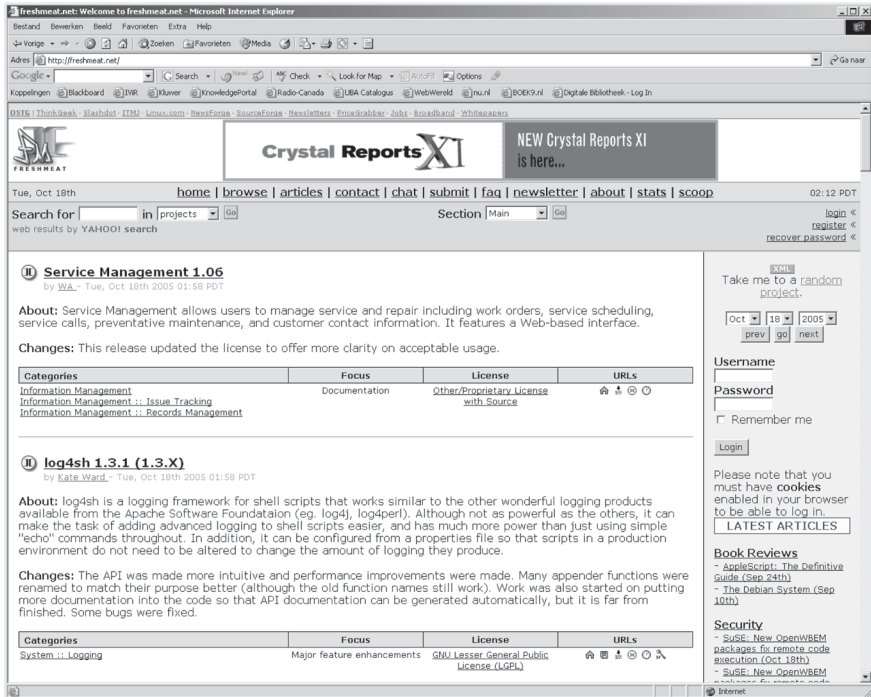 freshmeat.net: Welcome to freshmeat.net - Microsoft Internet Explorer
Bestand Bewerken Beeld Favorieten Extra Help
Vorige Zoeken Favorieten Media
Adres http://freshmeat.net/ Ga naar
Google Search New! Check Look for Map AutoFill Options
Koppelingen Blackboard IWR Kluwer KnowledgePortal Radio-Canada UBA Catalogus WebWereld nu.nl BOEK9.nl Digitale Bibliotheek - Log In
OSTG | ThinkGeek - Slashdot - ITMJ - Linux.com - NewsForge - SourceForge - Newsletters - PriceGrabber - Jobs - Broadband - Whitepapers
FRESHMEAT
Crystal Reports XI
NEW Crystal Reports XI
is here...
Tue, Oct 18th home | browse | articles | contact | chat | submit | faq | newsletter | about | stats | scoop 02:12 PDT
Search for in projects Go Section Main Go login «
web results by YAHOO! search register «
recover password «
Service Management 1.06
by WA - Tue, Oct 18th 2005 01:58 PDT
About: Service Management allows users to manage service and repair including work orders, service scheduling,
service calls, preventative maintenance, and customer contact information. It features a Web-based interface.
Changes: This release updated the license to offer more clarity on acceptable usage.
Categories Focus License URLs
Information Management Documentation Other/Proprietary License
Information Management :: Issue Tracking with Source
Information Management :: Records Management
log4sh 1.3.1 (1.3.X)
by Kate Ward - Tue, Oct 18th 2005 01:58 PDT
About: log4sh is a logging framework for shell scripts that works similar to the other wonderful logging products
available from the Apache Software Foundataion (eg. log4j, log4perl). Although not as powerful as the others, it can
make the task of adding advanced logging to shell scripts easier, and has much more power than just using simple
"echo" commands throughout. In addition, it can be configured from a properties file so that scripts in a production
environment do not need to be altered to change the amount of logging they produce.
Changes: The API was made more intuitive and performance improvements were made. Many appender functions were
renamed to match their purpose better (although the old function names still work). Work was also started on putting
more documentation into the code so that API documentation can be generated automatically, but it is far from
finished. Some bugs were fixed.
Categories Focus License URLs
System :: Logging Major feature enhancements GNU Lesser General Public
License (LGPL)
XML
Take me to a random
project.
Oct 18 2005
prev go next
Username
Password
Remember me
Login
Please note that you
must have cookies
enabled in your browser
to be able to log in.
LATEST ARTICLES
Book Reviews
- AppleScript: The Definitive
Guide (Sep 24th)
- The Debian System (Sep
10th)
Security
- SuSE: New OpenWBEM
packages fix remote code
execution (Oct 18th)
- SuSE: New OpenWBEM
packages fix remote code
Internet